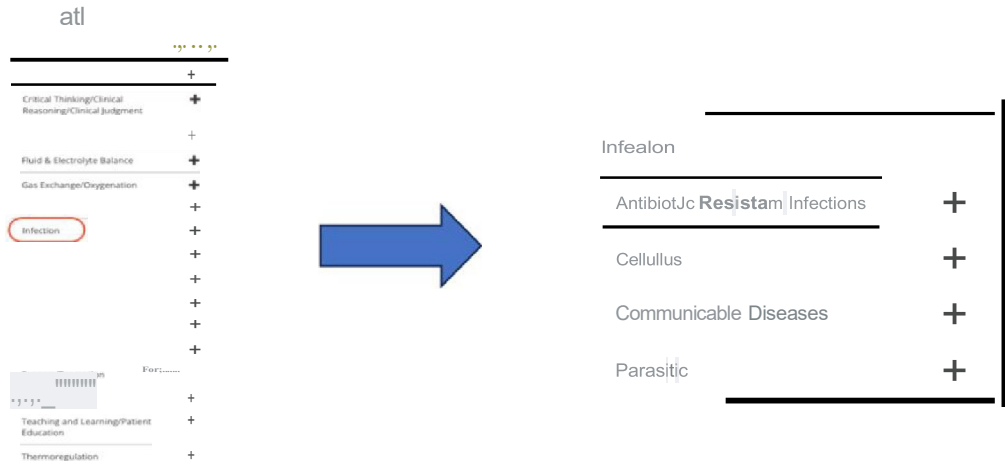 atl
+
Critical Thinking/Clinical +
Reasoning/Clinical Judgment
+
Fluid & Electrolyte Balance +
Gas Exchange/Oxygenation +
+
Infection +
+
+
+
+
+
For;.......
+
Teaching and Learning/Patient +
Education
Thermoregulation +
Infealon
AntibiotJc Resistam Infections +
Cellullus +
Communicable Diseases +
Parasitic +